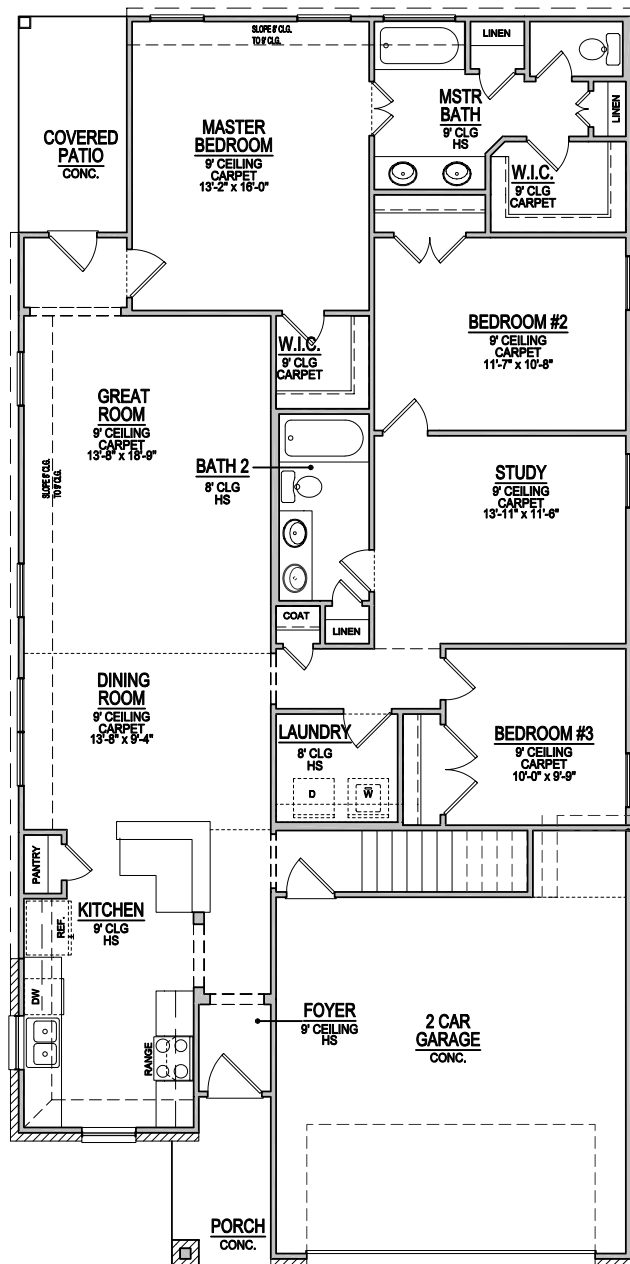 SLOPE 8' CLG.
TO 9' CLG.
LINEN
LINEN
COVERED
PATIO
CONC.
MASTER
BEDROOM
9' CEILING
CARPET
13'-2" x 16'-0"
MSTR
BATH
9' CLG
HS
W.I.C.
9' CLG
CARPET
BEDROOM #2
9' CEILING
CARPET
11'-7" x 10'-8"
W.I.C.
9' CLG
CARPET
GREAT
ROOM
9' CEILING
CARPET
13'-8" x 18'-9"
SLOPE 8' CLG.
TO 9' CLG.
BATH 2
8' CLG
HS
STUDY
9' CEILING
CARPET
13'-11" x 11'-6"
COAT
LINEN
DINING
ROOM
9' CEILING
CARPET
13'-8" x 9'-4"
LAUNDRY
8' CLG
HS
D
W
BEDROOM #3
9' CEILING
CARPET
10'-0" x 9'-9"
PANTRY
KITCHEN
9' CLG
HS
REF.
DW
RANGE
FOYER
9' CEILING
HS
2 CAR
GARAGE
CONC.
PORCH
CONC.